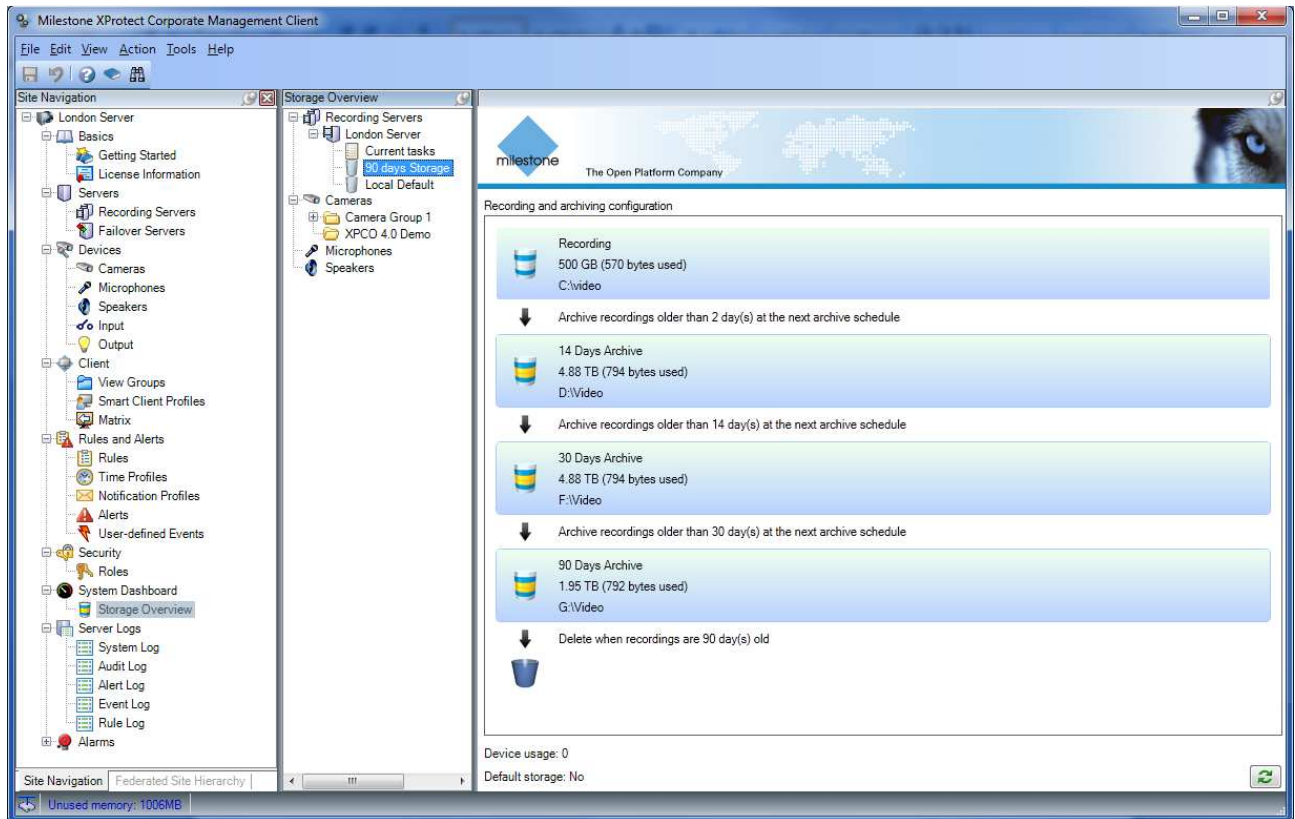 Milestone XProtect Corporate Management Client
File Edit View Action Tools Help
Site Navigation
London Server
Basics
Getting Started
License Information
Servers
Recording Servers
Failover Servers
Devices
Cameras
Microphones
Speakers
Input
Output
Client
View Groups
Smart Client Profiles
Matrix
Rules and Alerts
Rules
Time Profiles
Notification Profiles
Alerts
User-defined Events
Security
Roles
System Dashboard
Storage Overview
Server Logs
System Log
Audit Log
Alert Log
Event Log
Rule Log
Alarms
Site Navigation Federated Site Hierarchy
Storage Overview
Recording Servers
London Server
Current tasks
90 days Storage
Local Default
Cameras
Camera Group 1
XPCO 4.0 Demo
Microphones
Speakers
milestone
The Open Platform Company
Recording and archiving configuration
Recording
500 GB (570 bytes used)
C:\video
Archive recordings older than 2 day(s) at the next archive schedule
14 Days Archive
4.88 TB (794 bytes used)
D:\Video
Archive recordings older than 14 day(s) at the next archive schedule
30 Days Archive
4.88 TB (794 bytes used)
F:\Video
Archive recordings older than 30 day(s) at the next archive schedule
90 Days Archive
1.95 TB (792 bytes used)
G:\Video
Delete when recordings are 90 day(s) old
Device usage: 0
Default storage: No
Unused memory: 1006MB